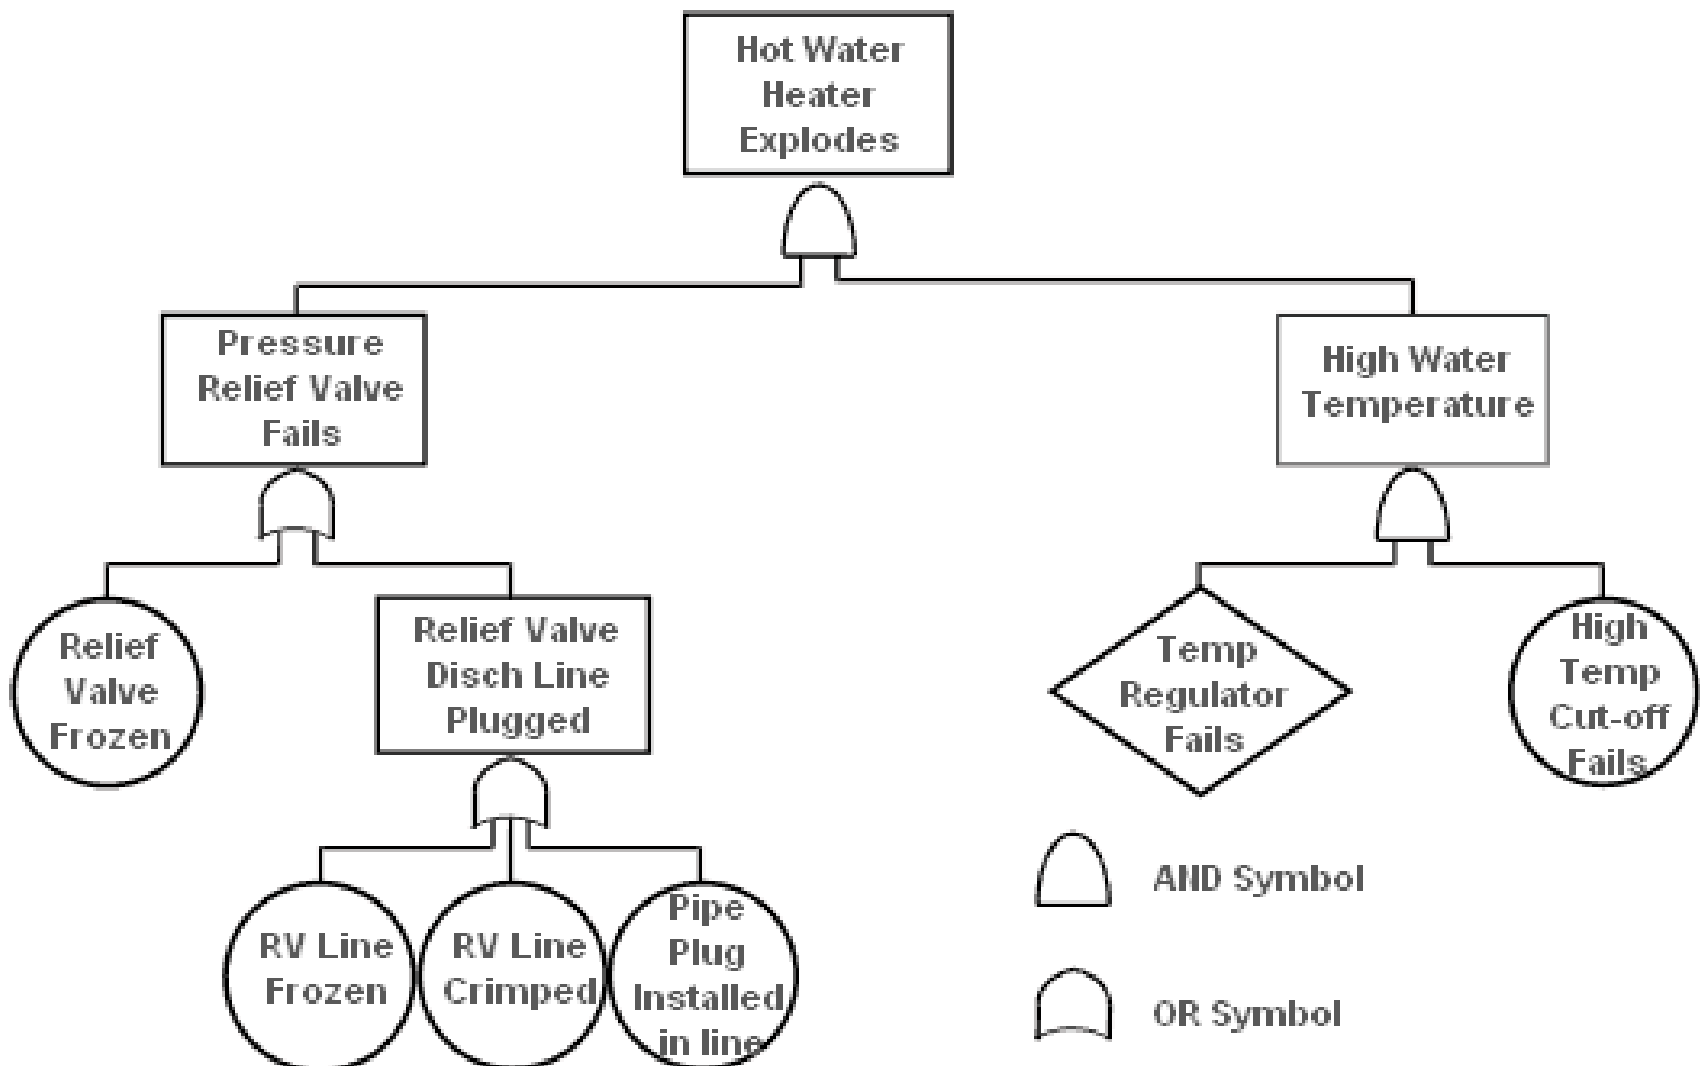 Hot Water
Heater
Explodes
Pressure
Relief Valve
Fails
High Water
Temperature
Relief
Valve
Frozen
Relief Valve
Disch Line
Plugged
Temp
Regulator
Fails
High
Temp
Cut-off
Fails
RV Line
Frozen
RV Line
Crimped
Pipe
Plug
Installed
in line
AND Symbol
OR Symbol